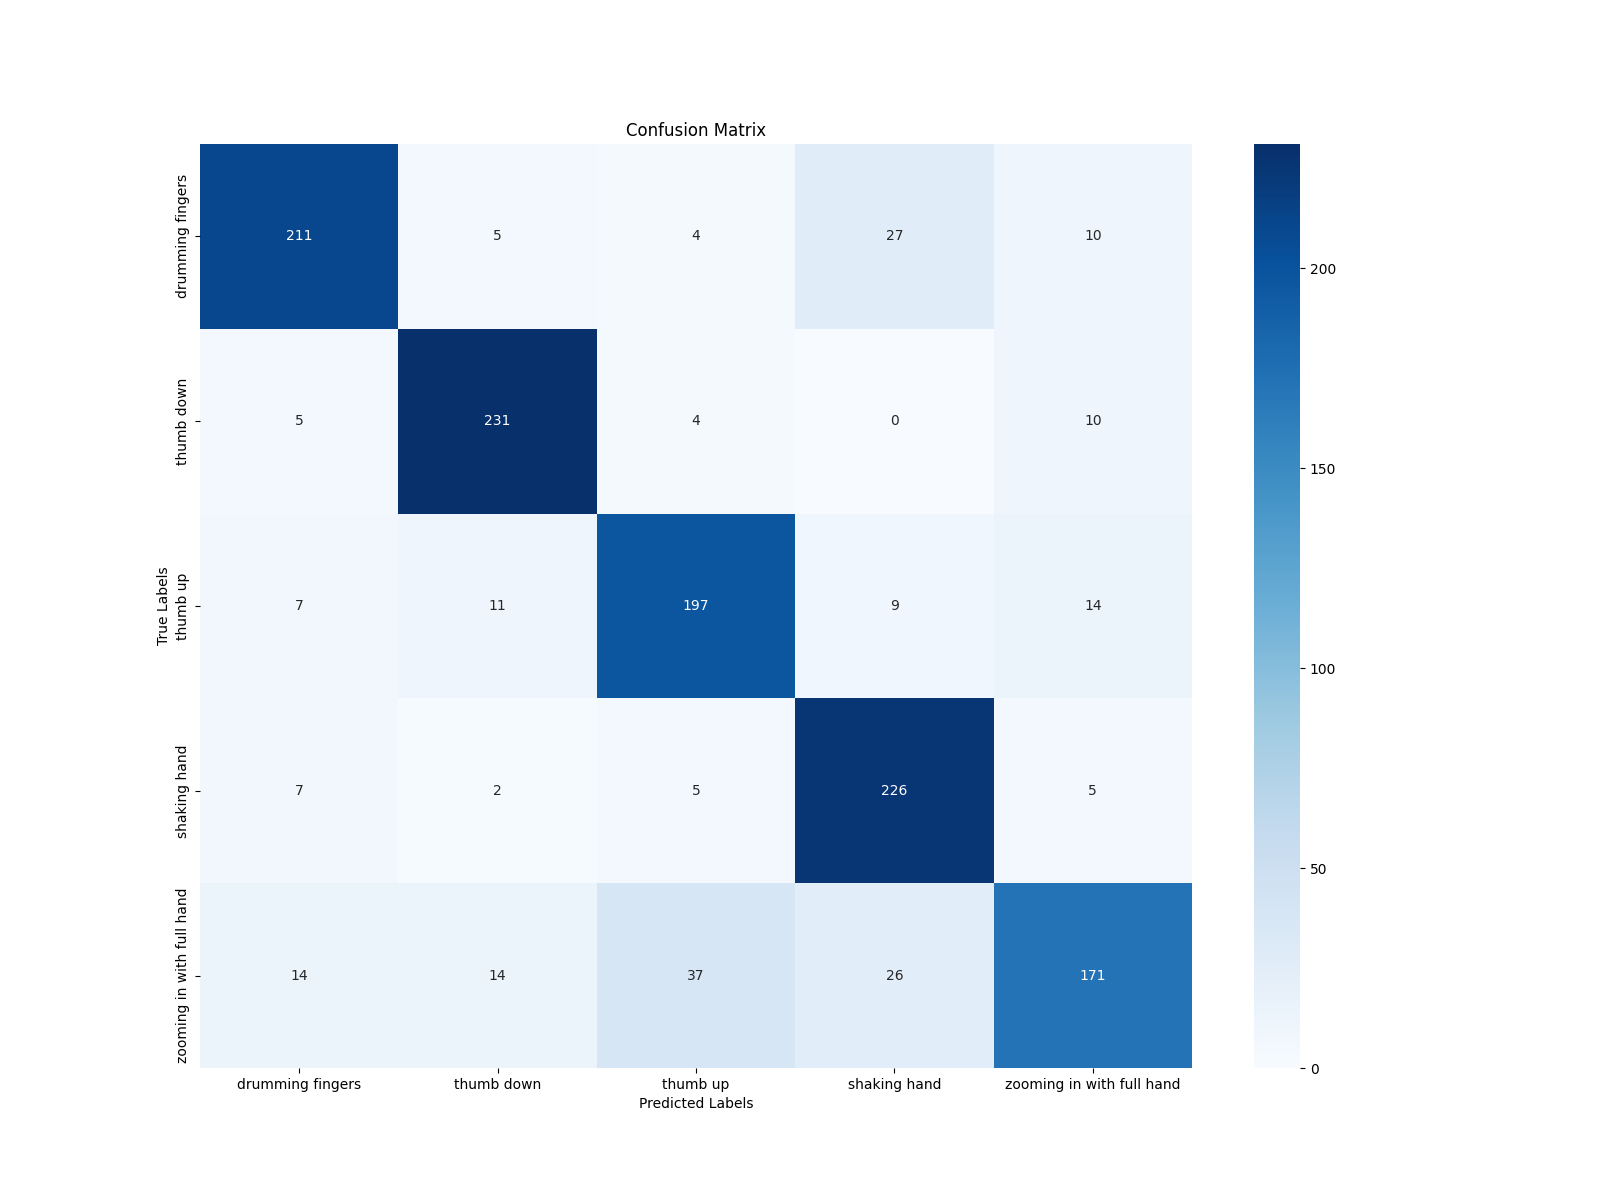 Confusion Matrix
True Labels
drumming fingers
211 5 4 27 10
thumb down
5 231 4 0 10
thumb up
7 11 197 9 14
shaking hand
7 2 5 226 5
zooming in with full hand
14 14 37 26 171
drumming fingers thumb down thumb up shaking hand zooming in with full hand
Predicted Labels
200
150
100
50
0